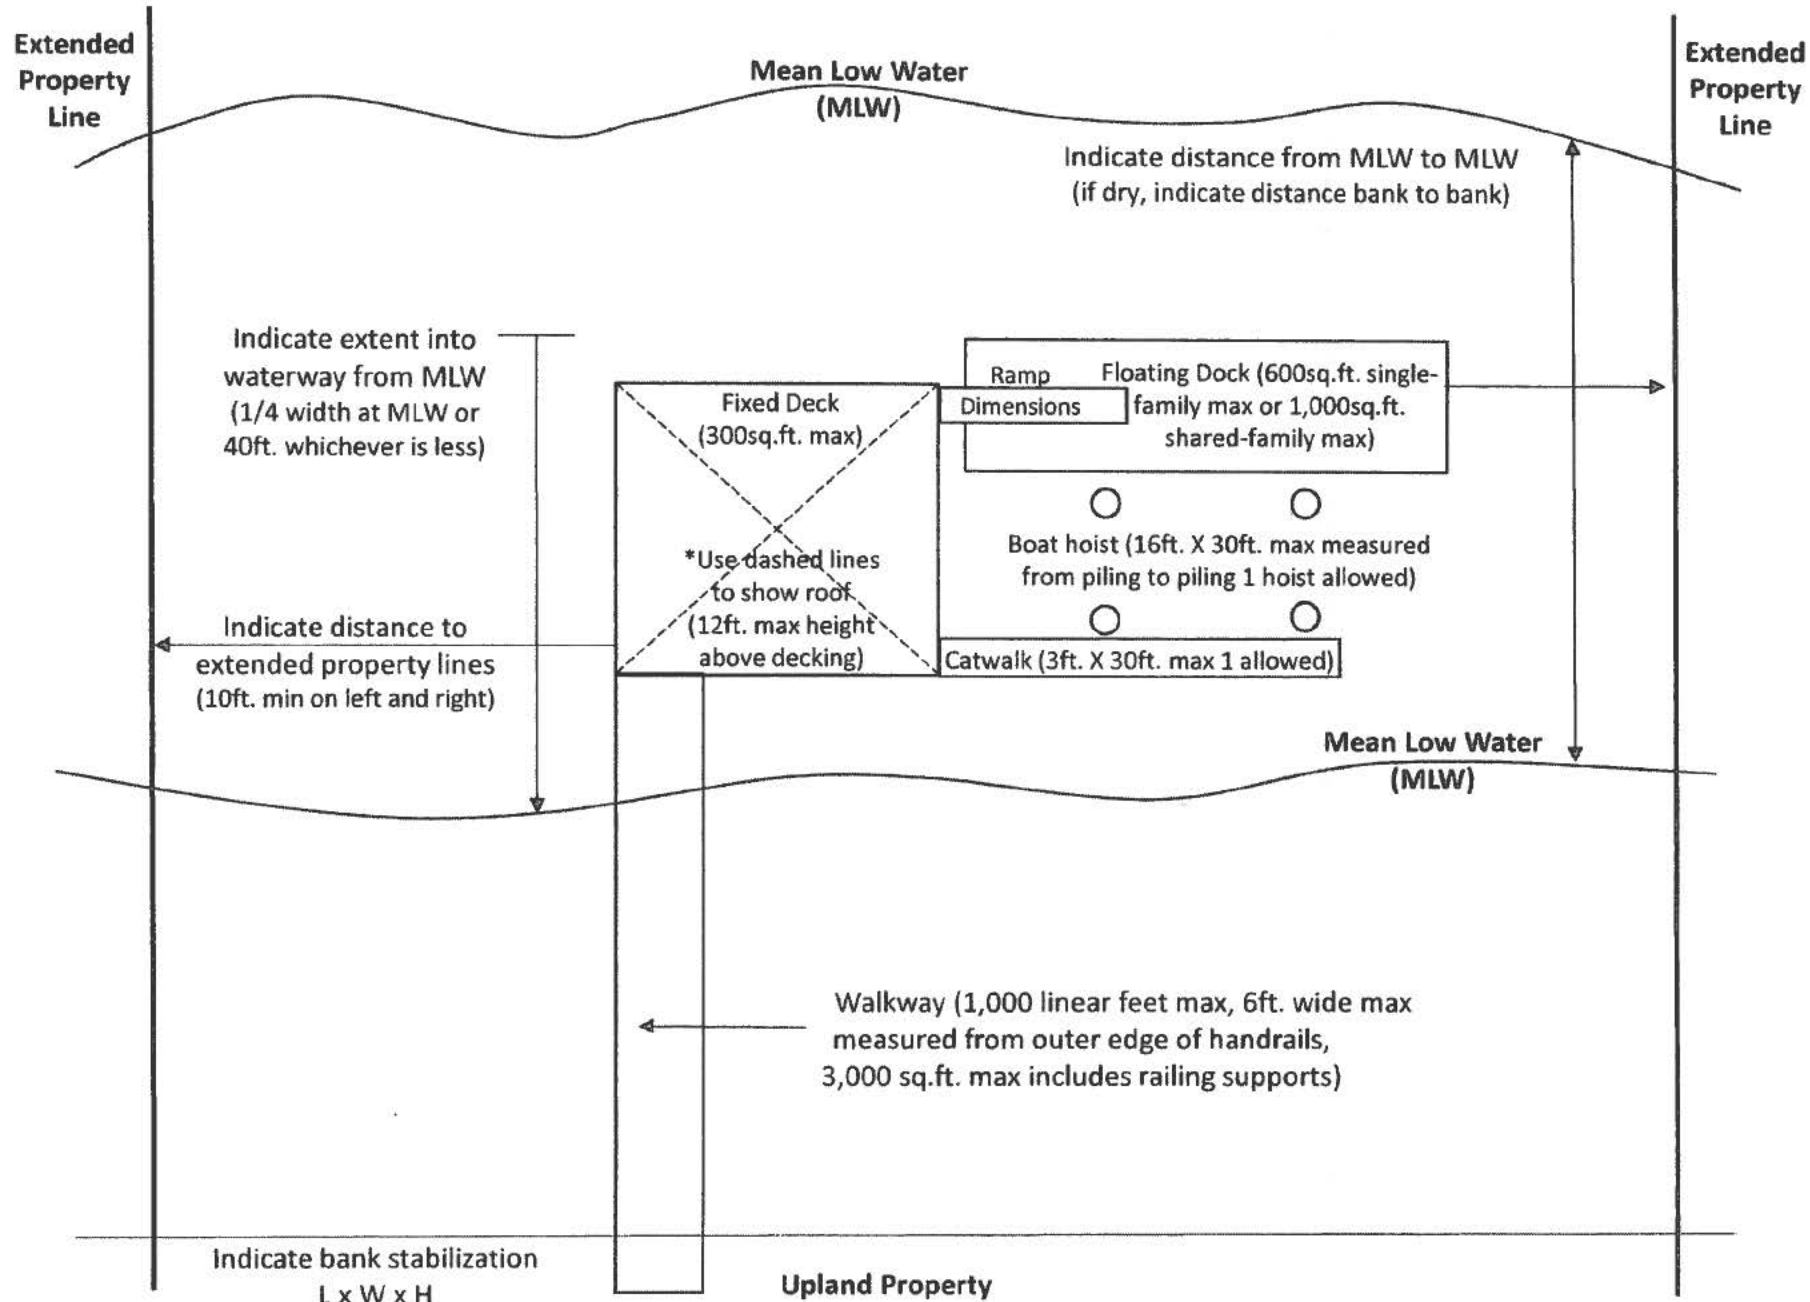 Extended
Property
Line
Mean Low Water
(MLW)
Extended
Property
Line
Indicate distance from MLW to MLW
(if dry, indicate distance bank to bank)
Indicate extent into
waterway from MLW
(1/4 width at MLW or
40ft. whichever is less)
Fixed Deck
(300sq.ft. max)
Ramp
Dimensions
Floating Dock (600sq.ft. single-
family max or 1,000sq.ft.
shared-family max)
*Use dashed lines
to show roof
(12ft. max height
above decking)
Boat hoist (16ft. X 30ft. max measured
from piling to piling 1 hoist allowed)
Catwalk (3ft. X 30ft. max 1 allowed)
Indicate distance to
extended property lines
(10ft. min on left and right)
Mean Low Water
(MLW)
Walkway (1,000 linear feet max, 6ft. wide max
measured from outer edge of handrails,
3,000 sq.ft. max includes railing supports)
Indicate bank stabilization
L x W x H
Upland Property